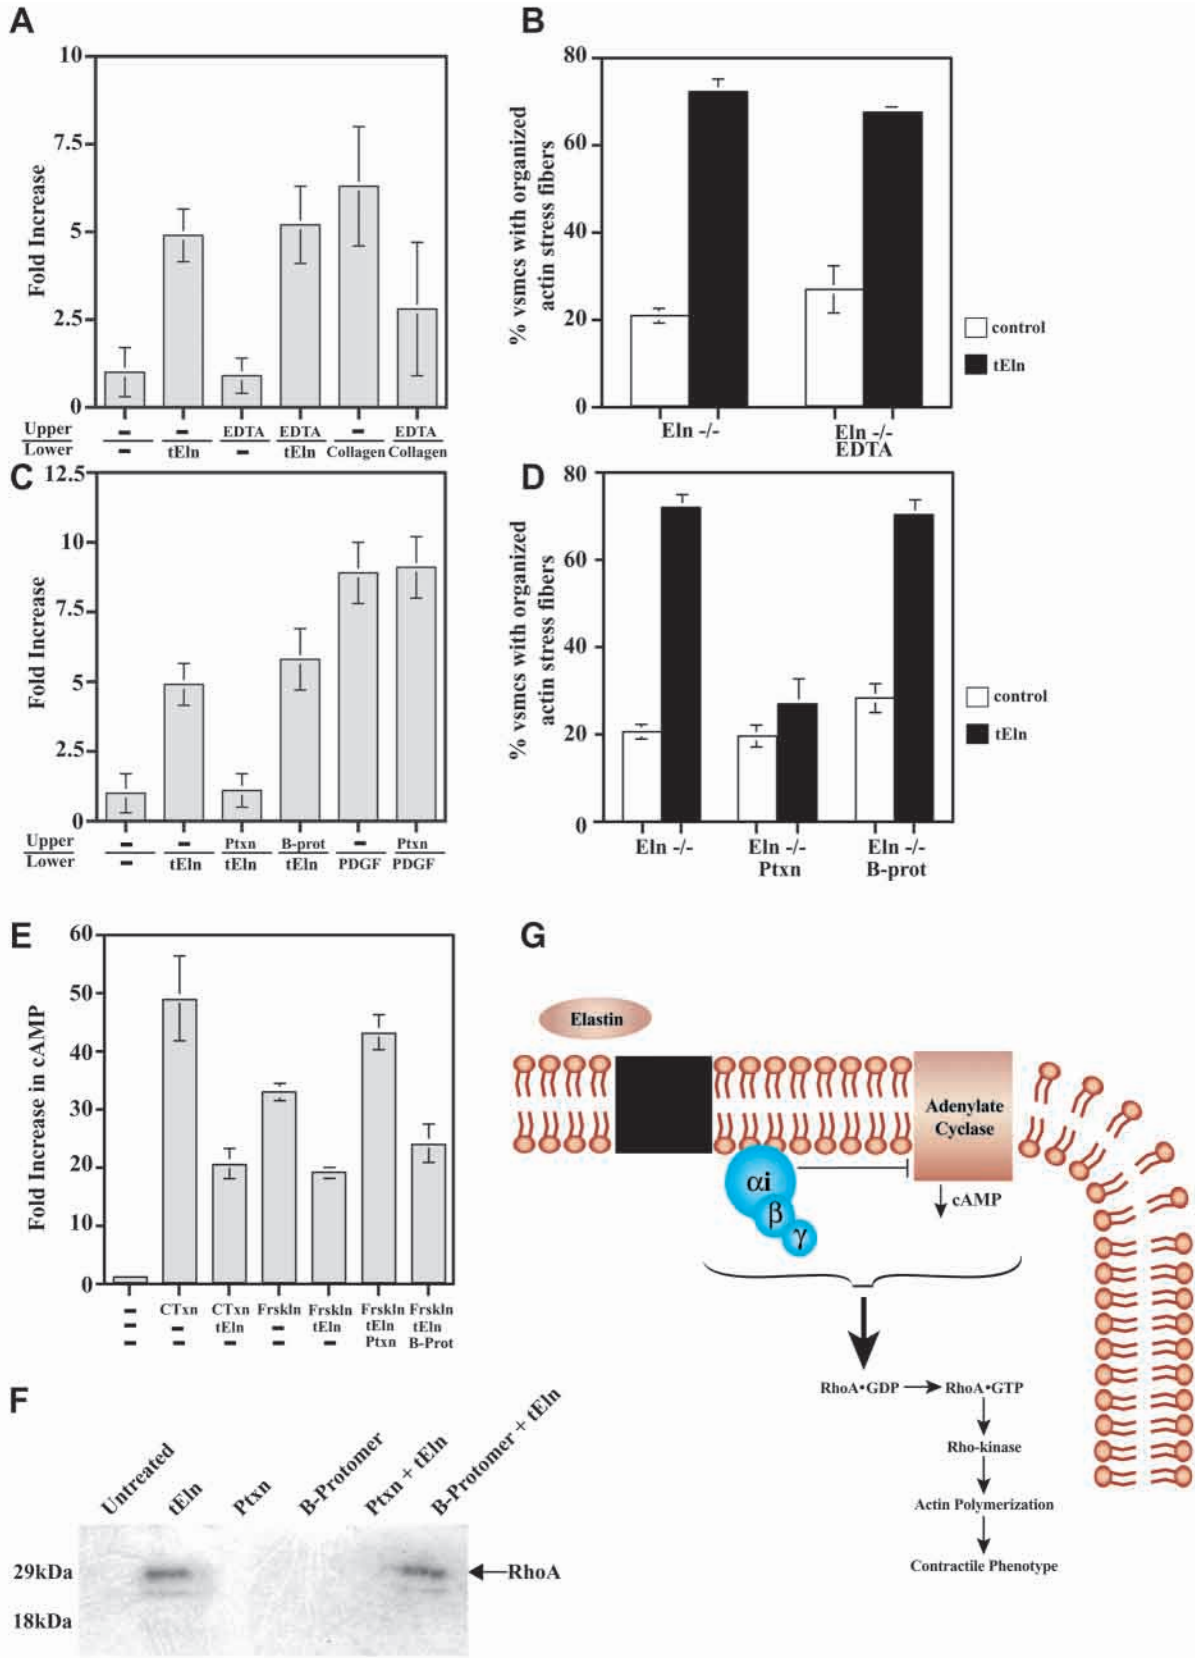 A
10
7.5
5
2.5
0
Fold Increase
Upper - - EDTA EDTA - EDTA
Lower - tEln - tEln Collagen Collagen
B
80
60
40
20
0
% vsmcs with organized
actin stress fibers
Eln -/- Eln -/-
EDTA
control
tEln
C
12.5
10
7.5
5
2.5
0
Fold Increase
Upper - - Ptxn B-prot - Ptxn
Lower - tEln tEln tEln PDGF PDGF
D
80
60
40
20
0
% vsmcs with organized
actin stress fibers
Eln -/- Eln -/- Eln -/-
Ptxn B-prot
control
tEln
E
60
50
40
30
20
10
0
Fold Increase in cAMP
- CTxn CTxn Frskln Frskln Frskln Frskln
- - tEln - tEln tEln tEln
- - - - - Ptxn B-Prot
F
Untreated
tEln
Ptxn
B-Protomer
Ptxn + tEln
B-Protomer + tEln
29kDa
18kDa
RhoA
G
Elastin
Adenylate
Cyclase
αi
β
γ
cAMP
RhoA•GDP RhoA•GTP
Rho-kinase
Actin Polymerization
Contractile Phenotype